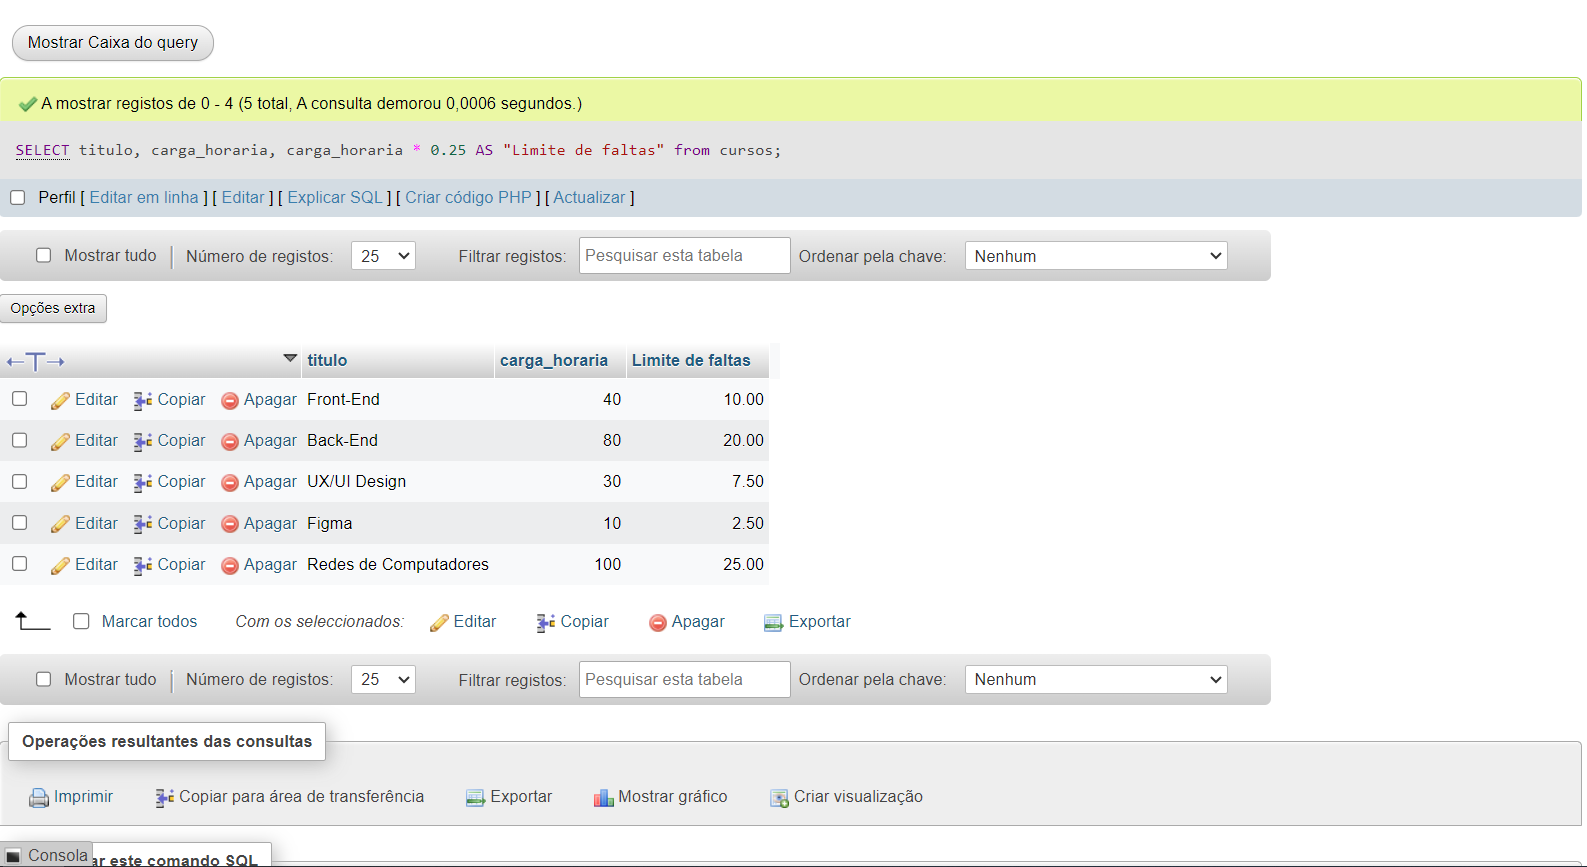 Mostrar Caixa do query
A mostrar registos de 0 - 4 (5 total, A consulta demorou 0,0006 segundos.)
SELECT titulo, carga_horaria, carga_horaria * 0.25 AS "Limite de faltas" from cursos;
Perfil [ Editar em linha ] [ Editar ] [ Explicar SQL ] [ Criar código PHP ] [ Actualizar ]
Mostrar tudo Número de registos: 25 Filtrar registos: Pesquisar esta tabela Ordenar pela chave: Nenhum
Opções extra
←T→ titulo carga_horaria Limite de faltas
Editar Copiar Apagar Front-End 40 10.00
Editar Copiar Apagar Back-End 80 20.00
Editar Copiar Apagar UX/UI Design 30 7.50
Editar Copiar Apagar Figma 10 2.50
Editar Copiar Apagar Redes de Computadores 100 25.00
Marcar todos Com os seleccionados: Editar Copiar Apagar Exportar
Mostrar tudo Número de registos: 25 Filtrar registos: Pesquisar esta tabela Ordenar pela chave: Nenhum
Operações resultantes das consultas
Imprimir Copiar para área de transferência Exportar Mostrar gráfico Criar visualização
Consola ar este comando SQL